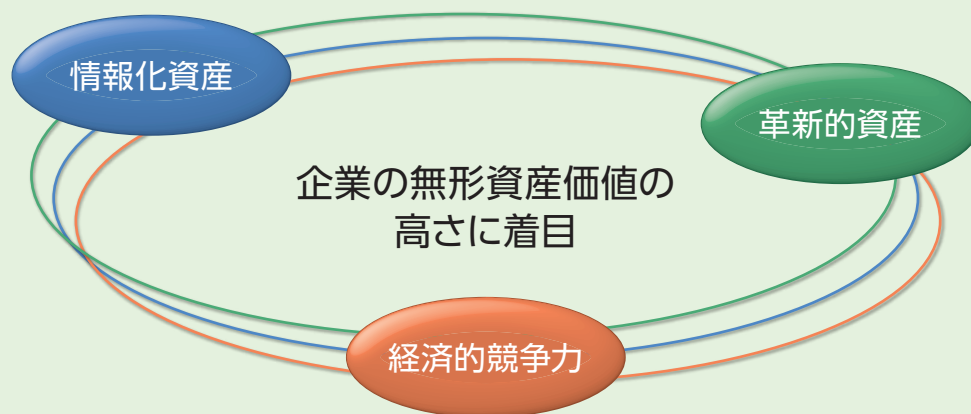 情報化資産
革新的資産
企業の無形資産価値の
高さに着目
経済的競争力